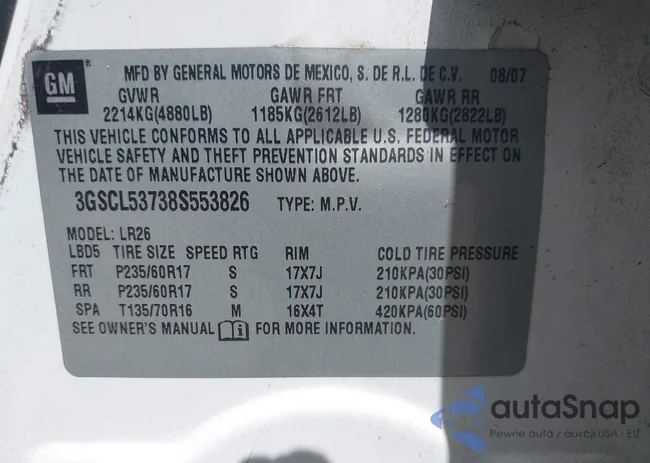 GM ® MFD BY GENERAL MOTORS DE MEXICO, S. DE R.L. DE C.V. 08/07
GVWR GAWR FRT GAWR RR
2214KG(4880LB) 1185KG(2612LB) 1280KG(2822LB)
THIS VEHICLE CONFORMS TO ALL APPLICABLE U.S. FEDERAL MOTOR
VEHICLE SAFETY AND THEFT PREVENTION STANDARDS IN EFFECT ON
THE DATE OF MANUFACTURE SHOWN ABOVE.
3GSCL53738S553826 TYPE: M.P.V.
MODEL: LR26
LBD5 TIRE SIZE SPEED RTG RIM COLD TIRE PRESSURE
FRT P235/60R17 S 17X7J 210KPA(30PSI)
RR P235/60R17 S 17X7J 210KPA(30PSI)
SPA T135/70R16 M 16X4T 420KPA(60PSI)
SEE OWNER'S MANUAL FOR MORE INFORMATION.
autoSnap
Pewne auta z aukcji USA i EU